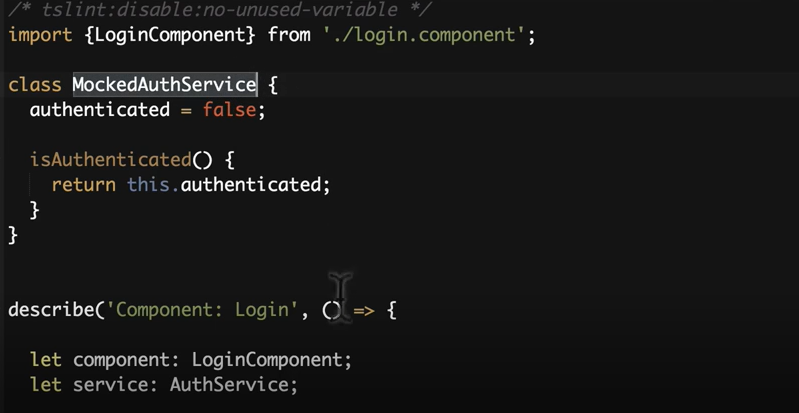 /* tslint:disable:no-unused-variable */
import {LoginComponent} from './login.component';
class MockedAuthService {
authenticated = false;
isAuthenticated() {
return this.authenticated;
}
}
describe('Component: Login', () => {
let component: LoginComponent;
let service: AuthService;